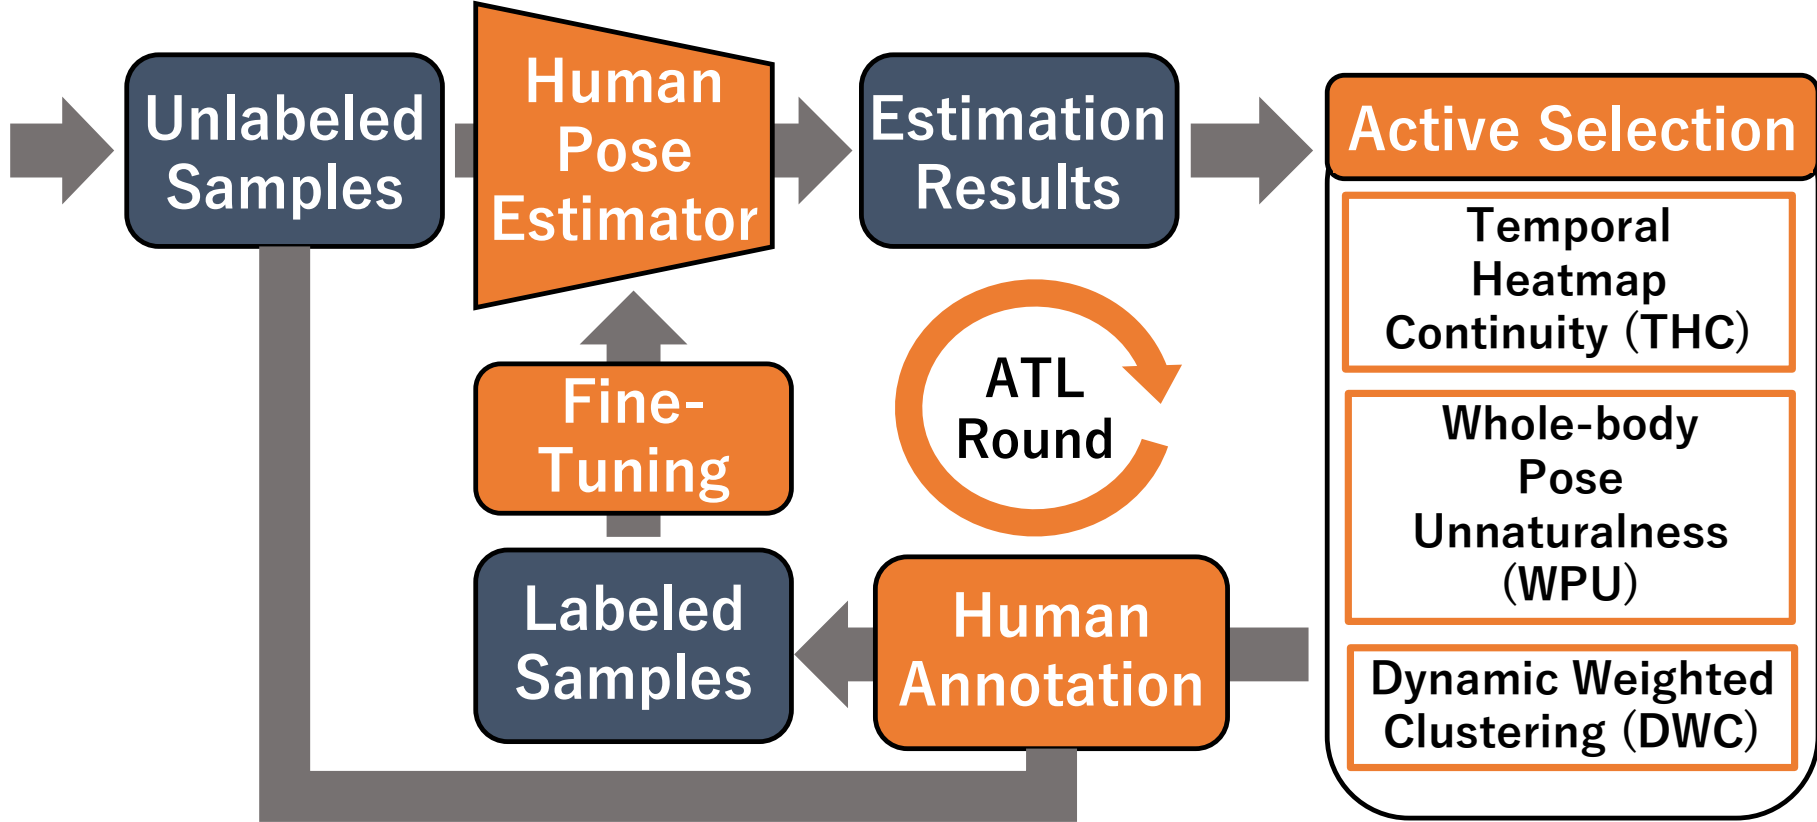 Unlabeled
Samples
Human
Pose
Estimator
Estimation
Results
Active Selection
Temporal
Heatmap
Continuity (THC)
Whole-body
Pose
Unnaturalness
(WPU)
Dynamic Weighted
Clustering (DWC)
ATL
Round
Fine-
Tuning
Labeled
Samples
Human
Annotation